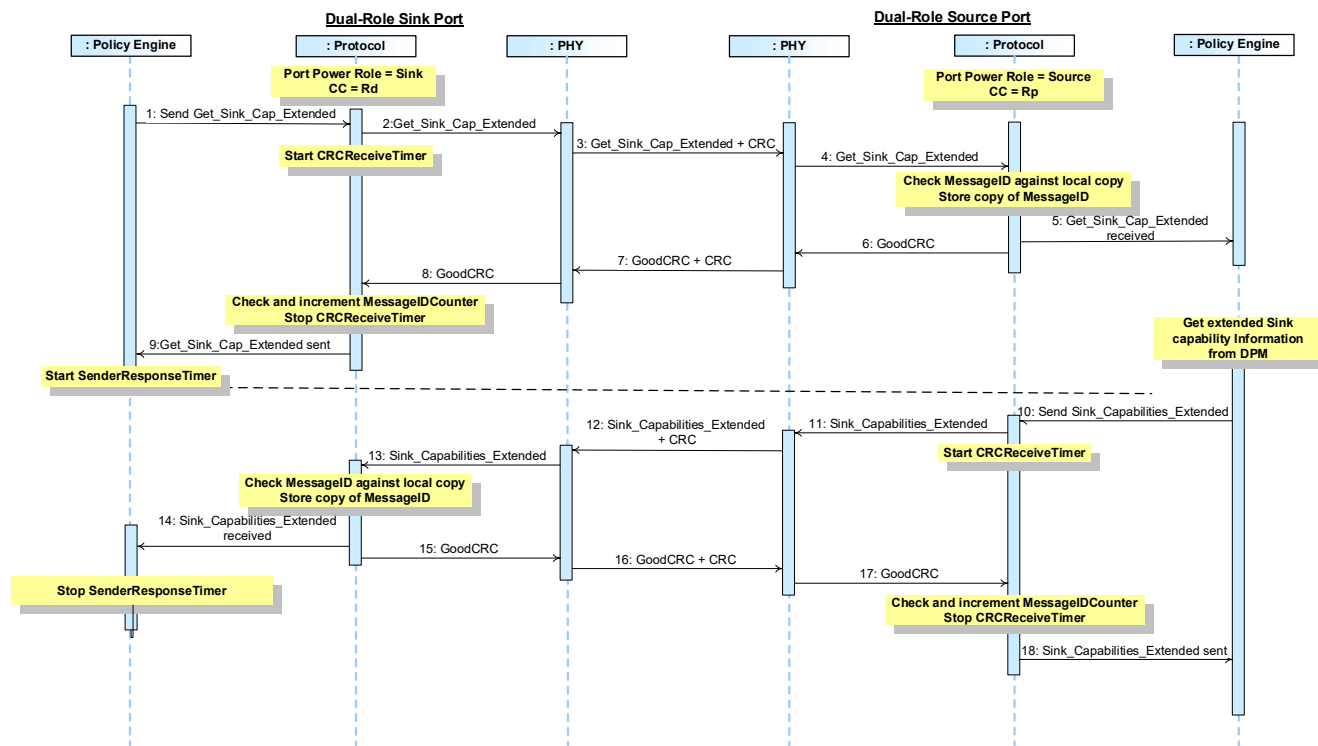 Dual-Role Sink Port
Dual-Role Source Port
: Policy Engine
: Protocol
: PHY
: PHY
: Protocol
: Policy Engine
Port Power Role = Sink
CC = Rd
Port Power Role = Source
CC = Rp
1: Send Get_Sink_Cap_Extended
2:Get_Sink_Cap_Extended
Start CRCReceiveTimer
3: Get_Sink_Cap_Extended + CRC
4: Get_Sink_Cap_Extended
Check MessageID against local copy
Store copy of MessageID
5: Get_Sink_Cap_Extended
received
6: GoodCRC
7: GoodCRC + CRC
8: GoodCRC
Check and increment MessageIDCounter
Stop CRCReceiveTimer
9:Get_Sink_Cap_Extended sent
Start SenderResponseTimer
Get extended Sink
capability Information
from DPM
10: Send Sink_Capabilities_Extended
11: Sink_Capabilities_Extended
Start CRCReceiveTimer
12: Sink_Capabilities_Extended
+ CRC
13: Sink_Capabilities_Extended
Check MessageID against local copy
Store copy of MessageID
14: Sink_Capabilities_Extended
received
15: GoodCRC
16: GoodCRC + CRC
17: GoodCRC
Stop SenderResponseTimer
Check and increment MessageIDCounter
Stop CRCReceiveTimer
18: Sink_Capabilities_Extended sent